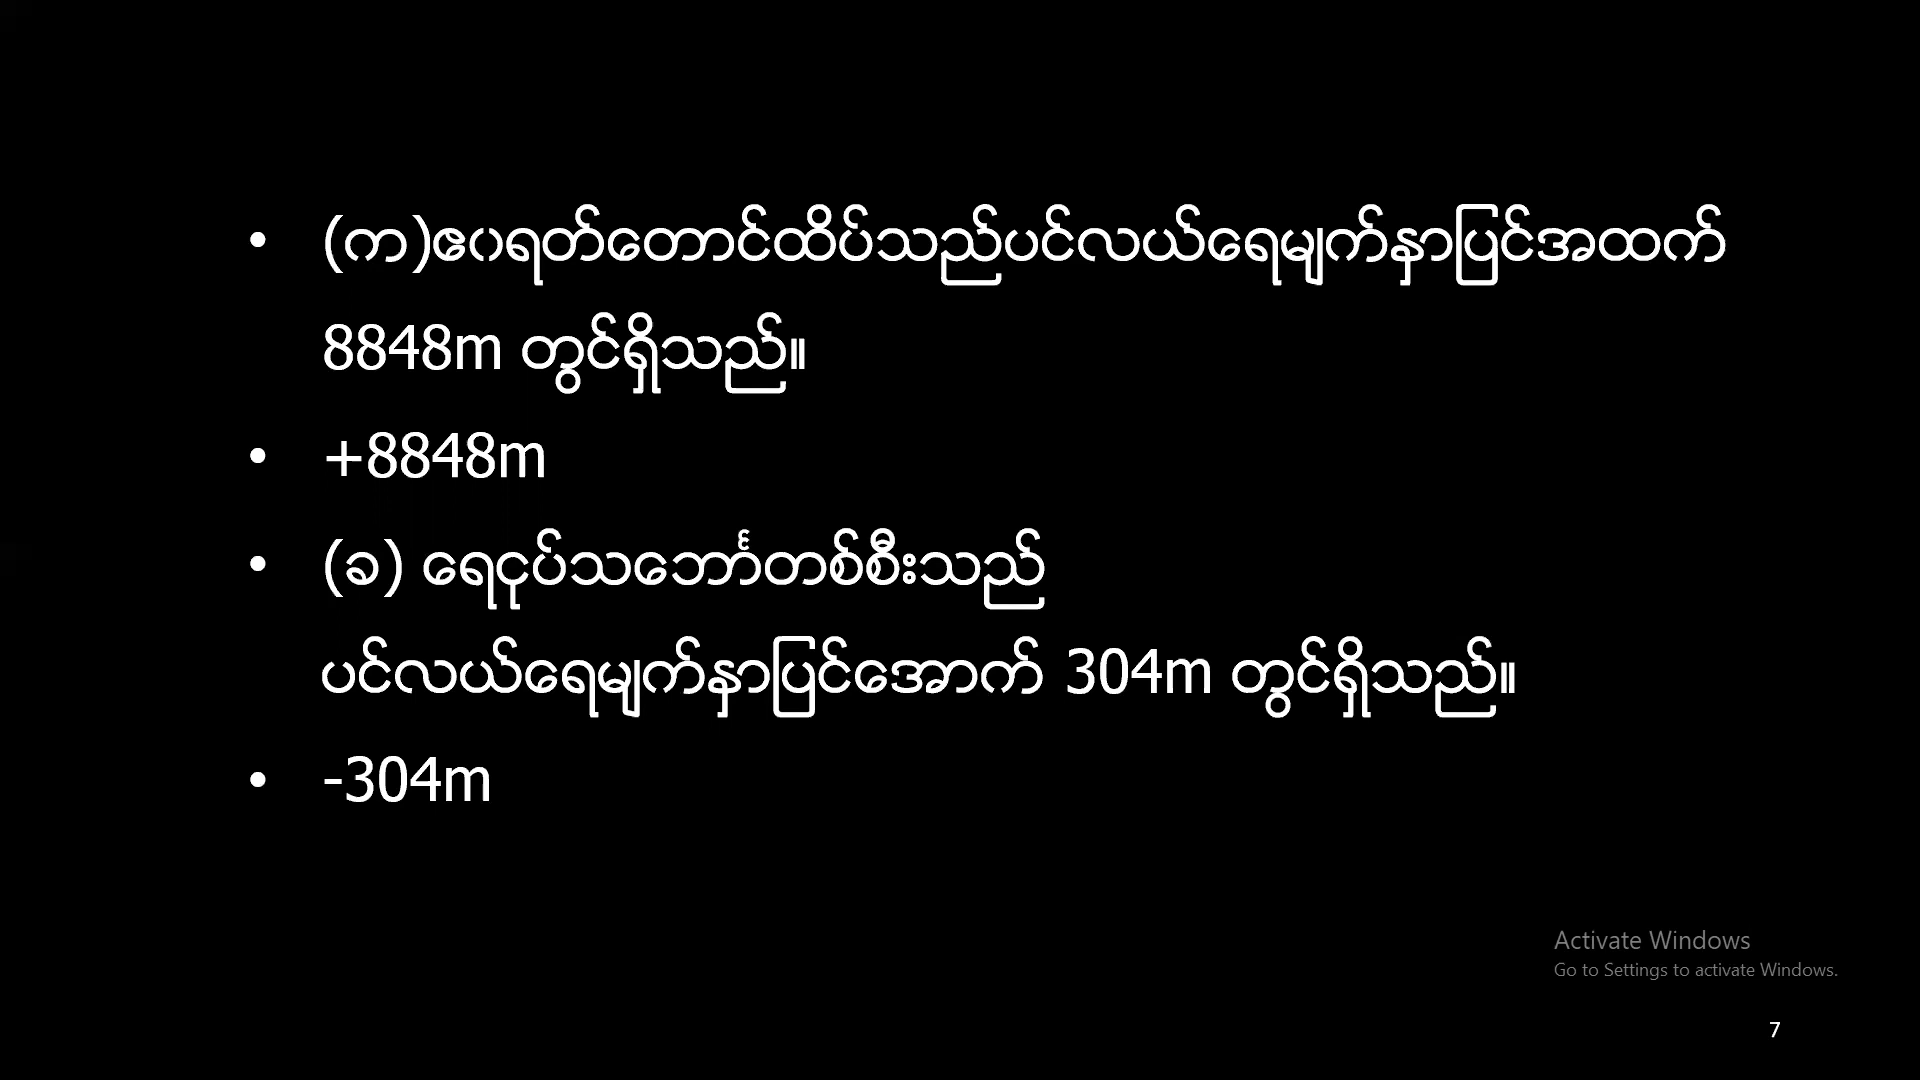 • (က)ဧဝရတ်တောင်ထိပ်သည်ပင်လယ်ရေမျက်နှာပြင်အထက်
8848m တွင်ရှိသည်။
• +8848m
• (ခ) ရေငုပ်သင်္ဘောတစ်စီးသည်
ပင်လယ်ရေမျက်နှာပြင်အောက် 304m တွင်ရှိသည်။
• -304m
Activate Windows
Go to Settings to activate Windows.
7